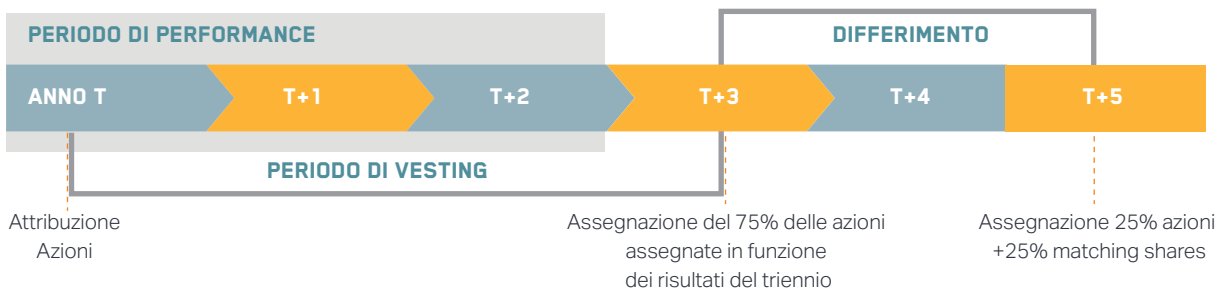 PERIODO DI PERFORMANCE
DIFFERIMENTO
ANNO T
T+1
T+2
T+3
T+4
T+5
PERIODO DI VESTING
Attribuzione
Azioni
Assegnazione del 75% delle azioni
assegnate in funzione
dei risultati del triennio
Assegnazione 25% azioni
+25% matching shares